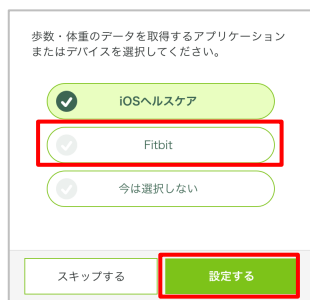 歩数・体重のデータを取得するアプリケーション
またはデバイスを選択してください。
iOSヘルスケア
Fitbit
今は選択しない
スキップする
設定する